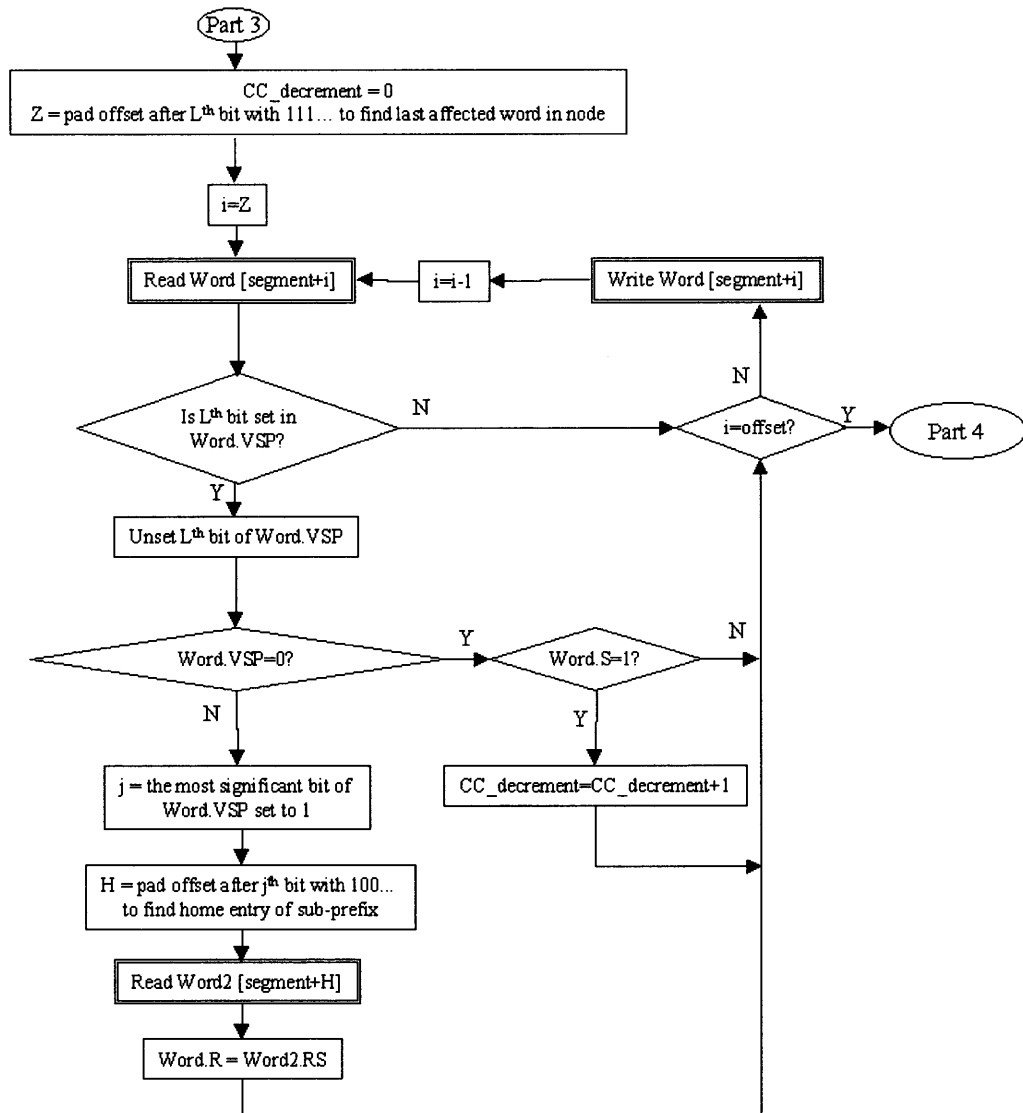 Part 3
CC_decrement = 0
Z = pad offset after Lth bit with 111... to find last affected word in node
i=Z
Read Word [segment+i]
i=i-1
Write Word [segment+i]
N
Is Lth bit set in
Word.VSP?
N
i=offset?
Y
Part 4
Y
Unset Lth bit of Word.VSP
Word.VSP=0?
Y
Word.S=1?
N
N
Y
j = the most significant bit of
Word.VSP set to 1
CC_decrement=CC_decrement+1
H = pad offset after jth bit with 100...
to find home entry of sub-prefix
Read Word2 [segment+H]
Word.R = Word2.RS